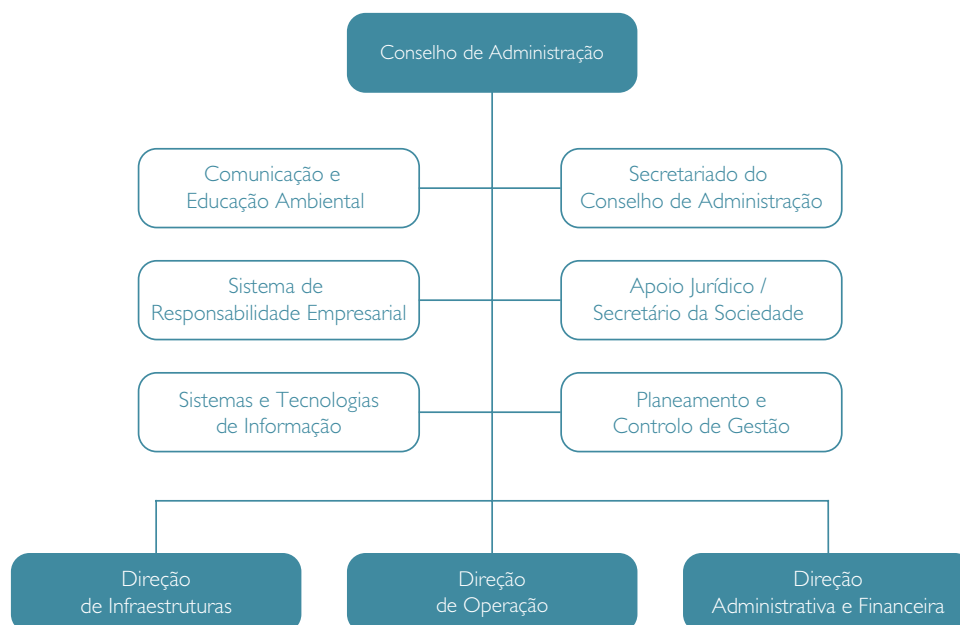 Conselho de Administração
Comunicação e
Educação Ambiental
Secretariado do
Conselho de Administração
Sistema de
Responsabilidade Empresarial
Apoio Jurídico /
Secretário da Sociedade
Sistemas e Tecnologias
de Informação
Planeamento e
Controlo de Gestão
Direção
de Infraestruturas
Direção
de Operação
Direção
Administrativa e Financeira